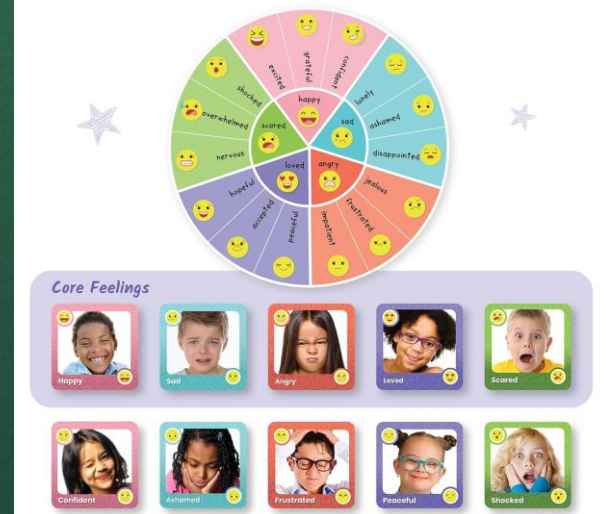 excited
grateful
confident
happy
lonely
ashamed
disappointed
sad
jealous
frustrated
impatient
angry
peaceful
accepted
hopeful
loved
nervous
overwhelmed
shocked
scared
Core Feelings
Happy
Sad
Angry
Loved
Scared
Confident
Ashamed
Frustrated
Peaceful
Shocked